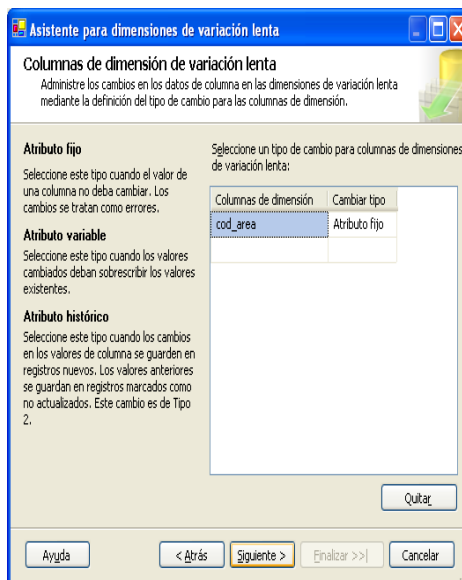 Asistente para dimensiones de variación lenta
Columnas de dimensión de variación lenta
Administre los cambios en los datos de columna en las dimensiones de variación lenta
mediante la definición del tipo de cambio para las columnas de dimensión.
Atributo fijo
Seleccione este tipo cuando el valor de
una columna no deba cambiar. Los
cambios se tratan como errores.
Atributo variable
Seleccione este tipo cuando los valores
cambiados deban sobrescribir los valores
existentes.
Atributo histórico
Seleccione este tipo cuando los cambios
en los valores de columna se guarden en
registros nuevos. Los valores anteriores
se guardan en registros marcados como
no actualizados. Este cambio es de Tipo
2.
Seleccione un tipo de cambio para columnas de dimensiones
de variación lenta:
Columnas de dimensión Cambiar tipo
cod_area Atributo fijo
Quitar
Ayuda < Atrás Siguiente > Finalizar >>| Cancelar